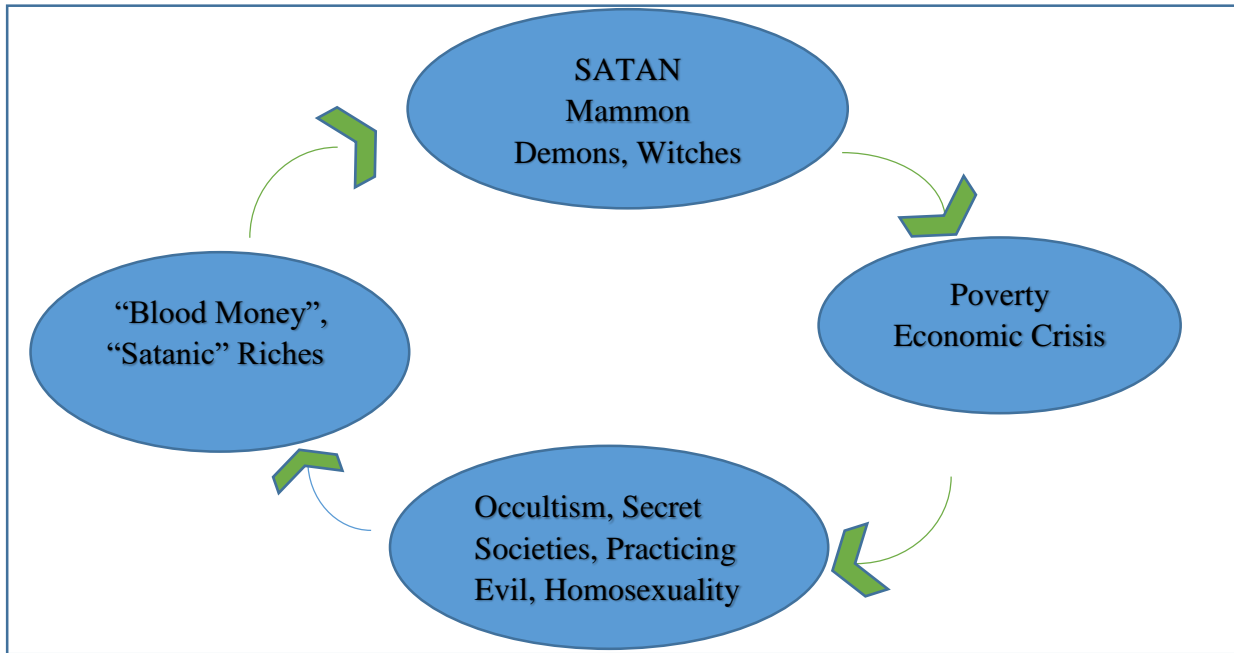 SATAN
Mammon
Demons, Witches
Poverty
Economic Crisis
Occultism, Secret
Societies, Practicing
Evil, Homosexuality
“Blood Money”,
“Satanic” Riches